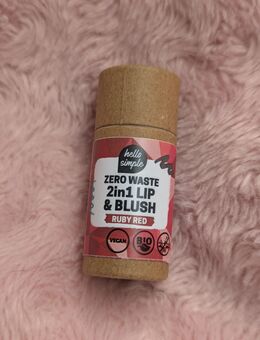 hello
simple
ZERO WASTE
2in1 LIP
& BLUSH
RUBY RED
VEGAN
BIO